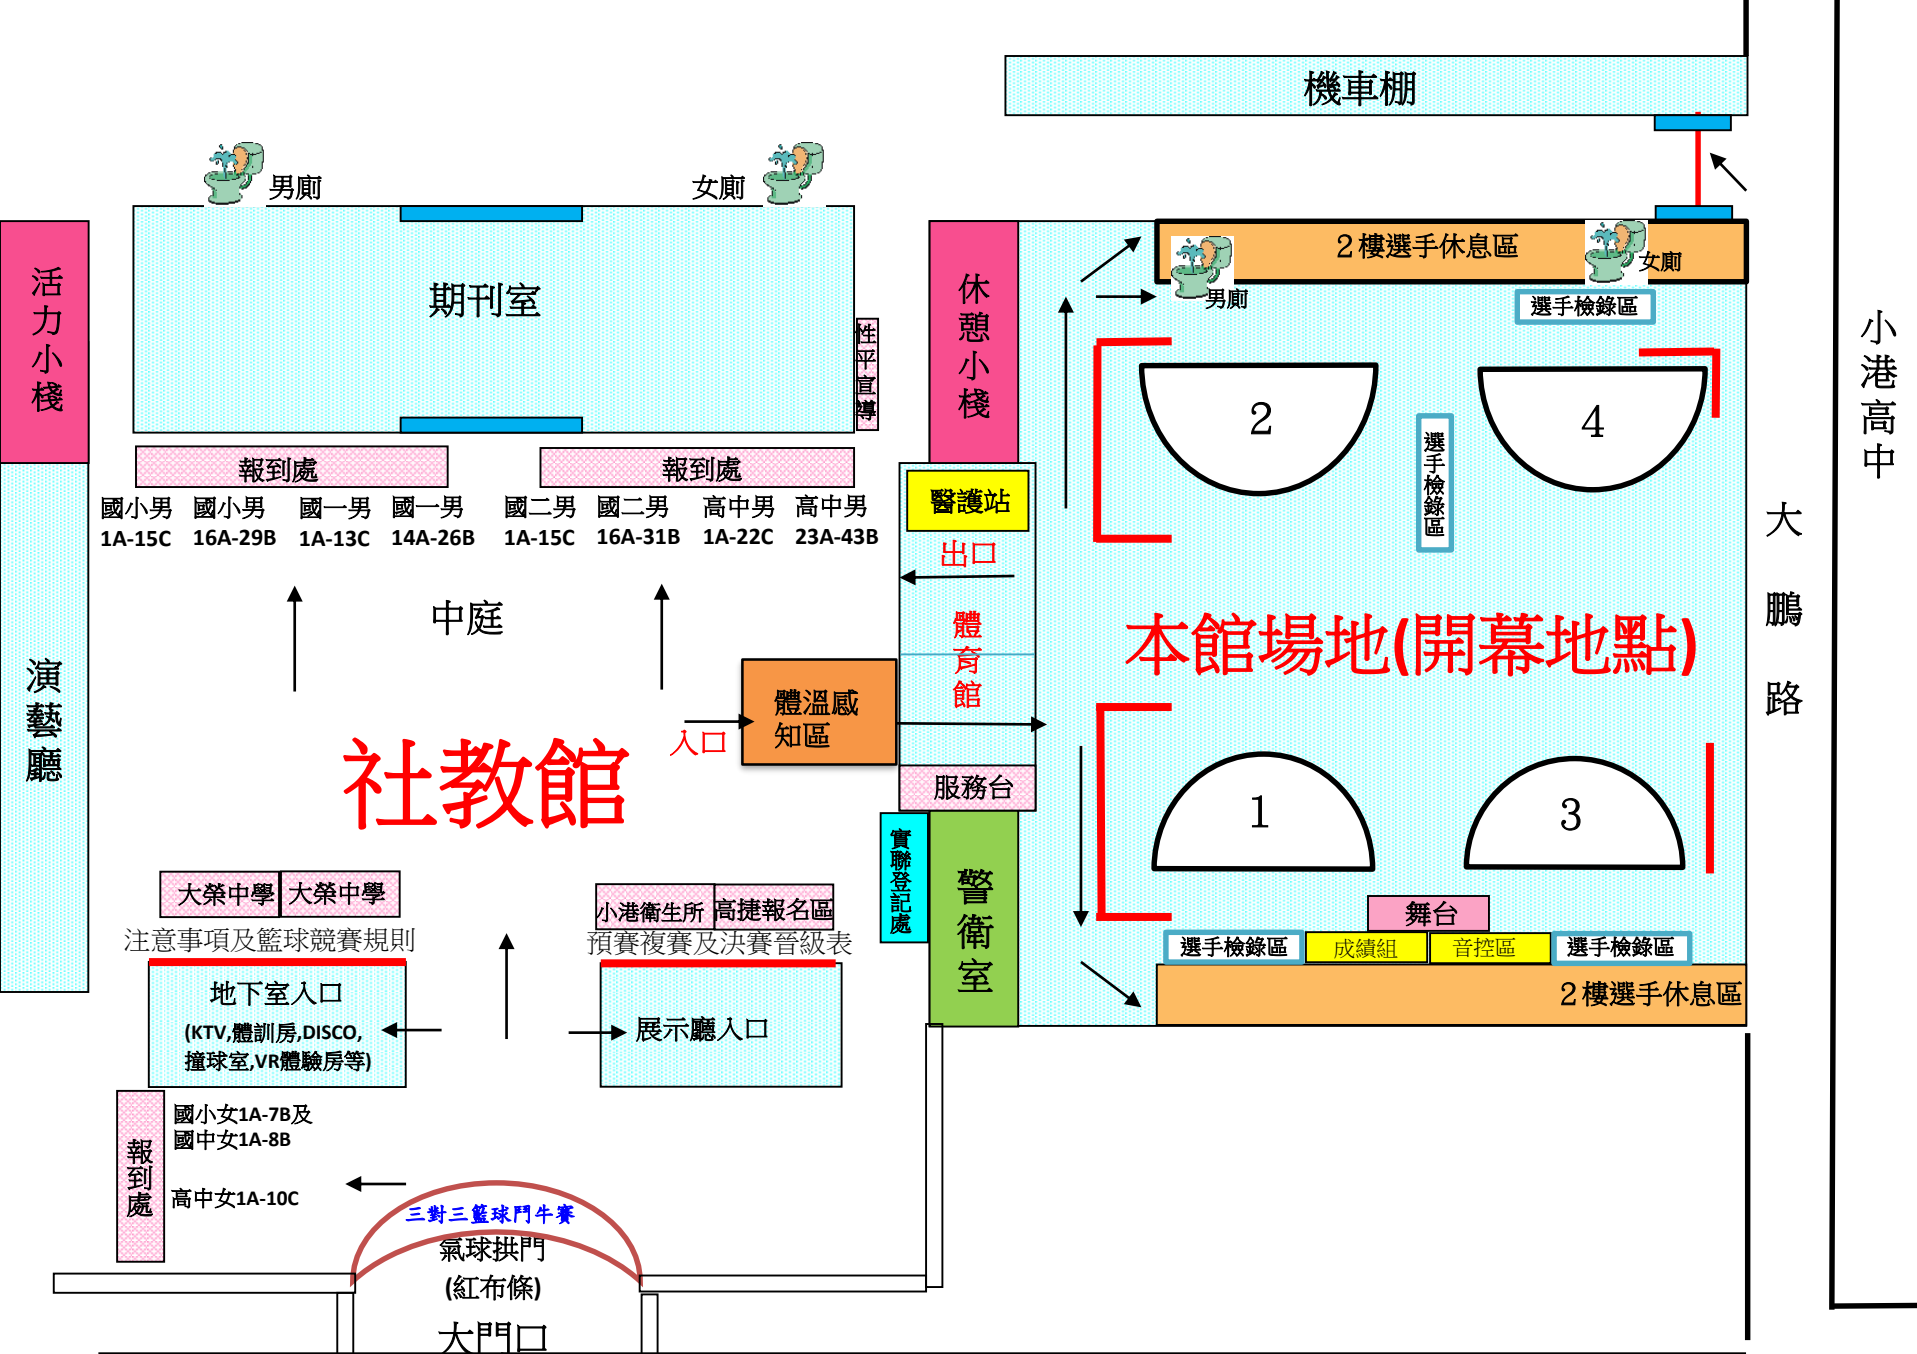 機車棚
男廁
女廁
活力小棧
期刊室
性平宣導
休憩小棧
2樓選手休息區
男廁
女廁
選手檢錄區
小港高中
2
4
選手檢錄區
報到處
報到處
國小男
1A-15C
國小男
16A-29B
國一男
1A-13C
國一男
14A-26B
國二男
1A-15C
國二男
16A-31B
高中男
1A-22C
高中男
23A-43B
醫護站
出口
大鵬路
中庭
體育館
本館場地(開幕地點)
演藝廳
體溫感
知區
入口
社教館
服務台
1
3
實聯登記處
警衛室
大榮中學
大榮中學
小港衛生所
高捷報名區
注意事項及籃球競賽規則
預賽複賽及決賽晉級表
舞台
選手檢錄區
成績組
音控區
選手檢錄區
2樓選手休息區
地下室入口
(KTV,體訓房,DISCO,
撞球室,VR體驗房等)
展示廳入口
報到處
國小女1A-7B及
國中女1A-8B
高中女1A-10C
三對三籃球鬥牛賽
氣球拱門
(紅布條)
大門口